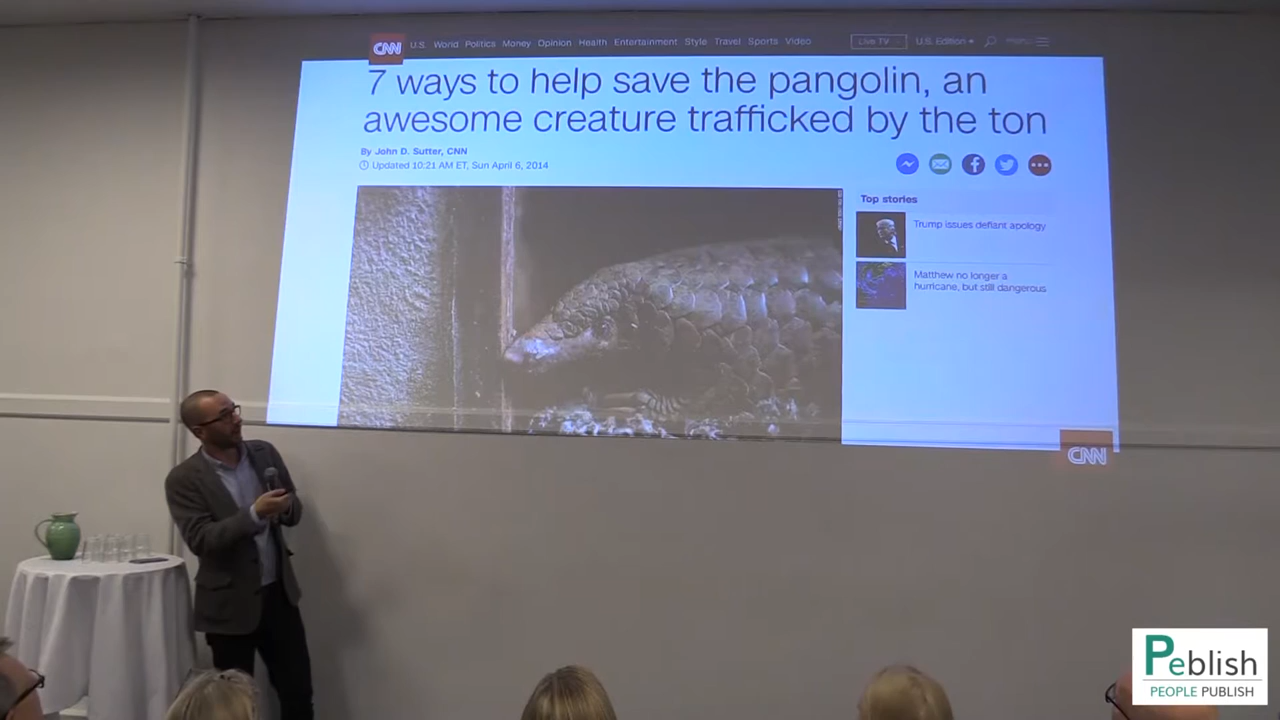 CNN
U.S. World Politics Money Opinion Health Entertainment Style Travel Sports Video
Live TV
U.S. Edition +
7 ways to help save the pangolin, an
awesome creature trafficked by the ton
By John D. Sutter, CNN
Updated 10:21 AM ET, Sun April 6, 2014
Top stories
Trump issues defiant apology
Matthew no longer a
hurricane, but still dangerous
CNN
Peblish
PEOPLE PUBLISH